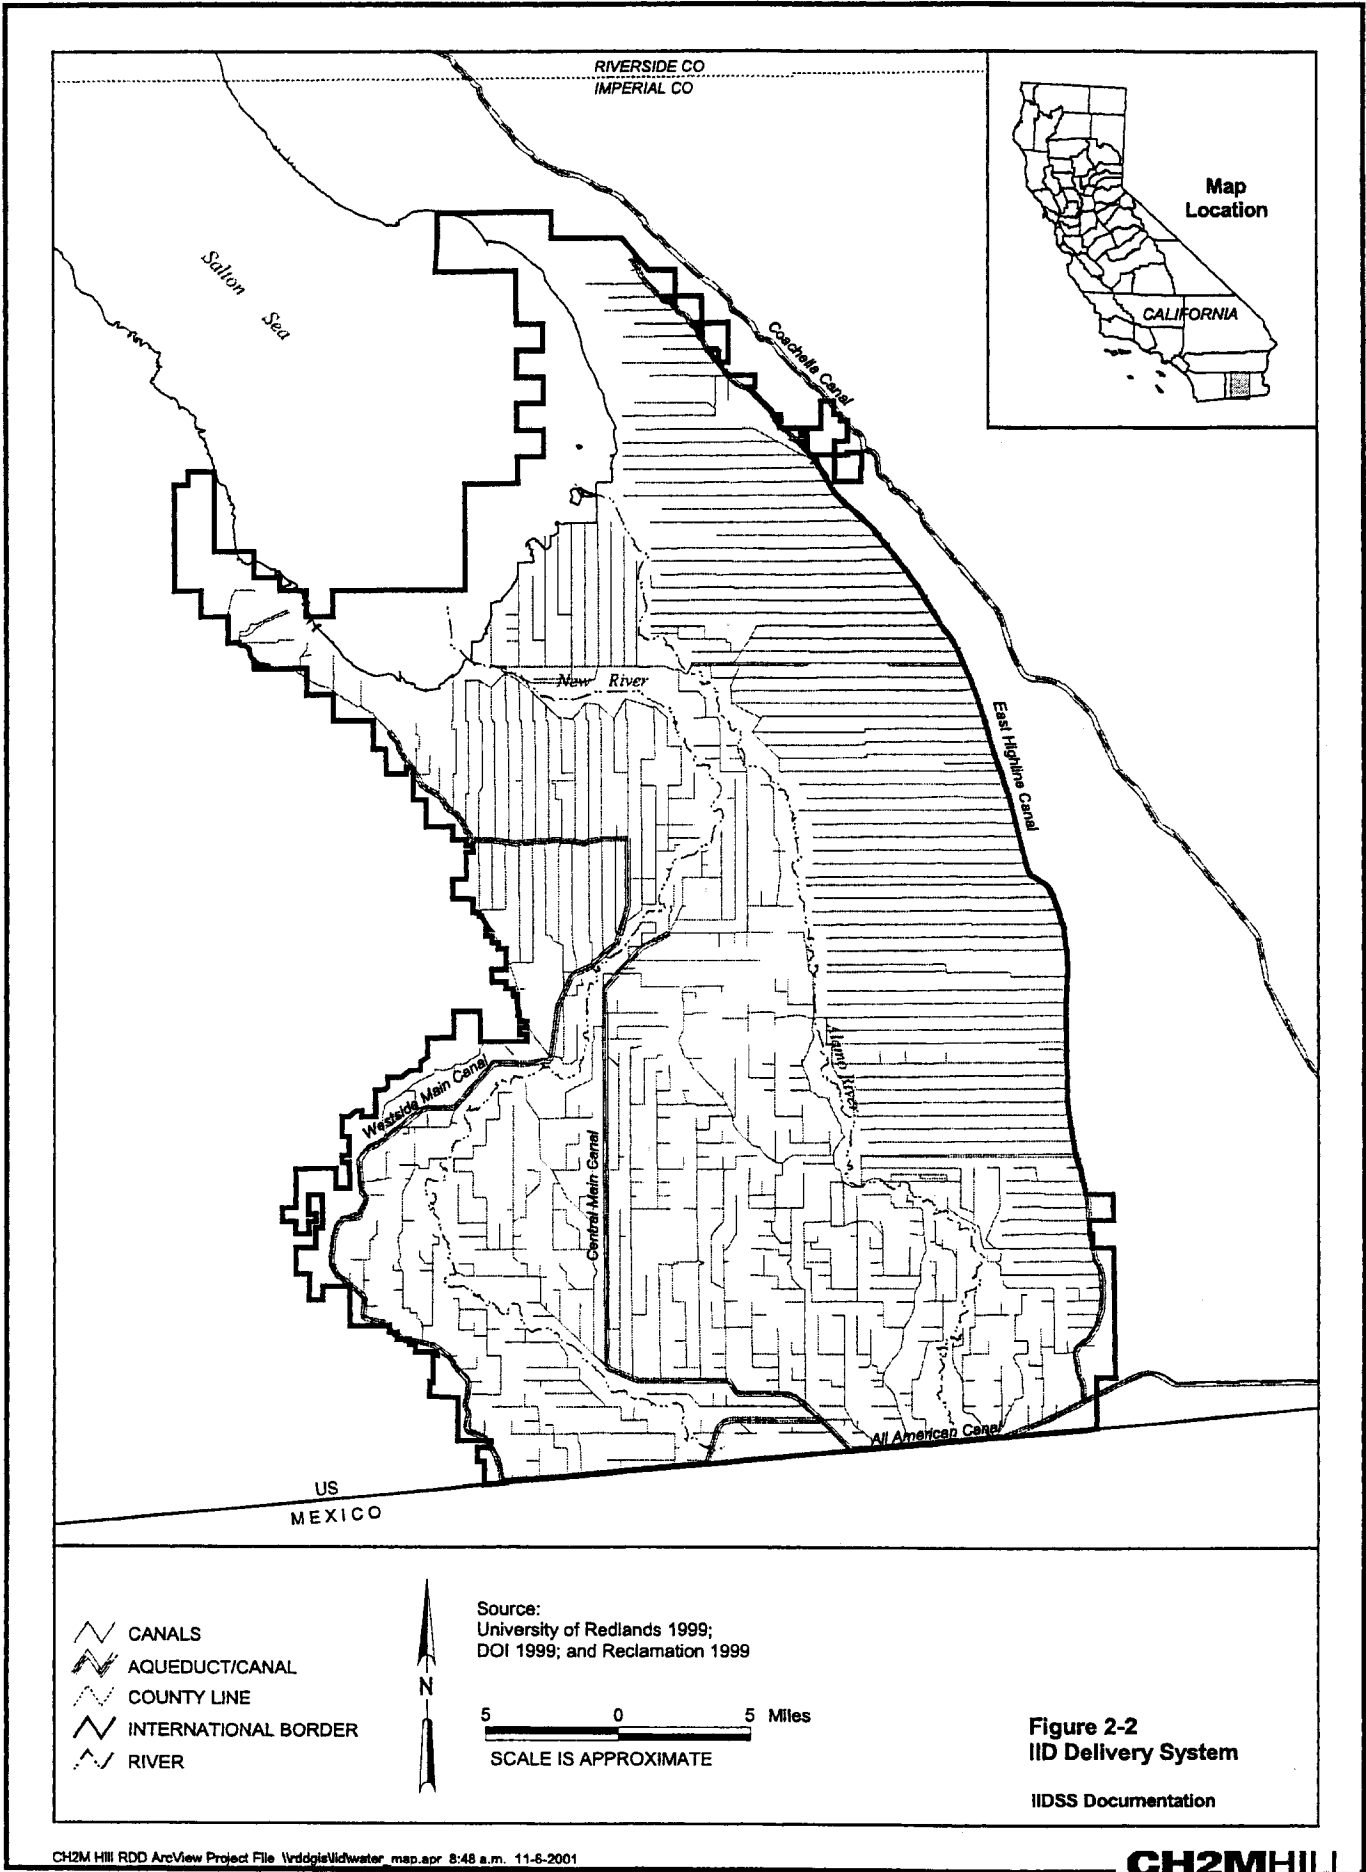 RIVERSIDE CO
IMPERIAL CO
Map
Location
CALIFORNIA
Salton
Sea
Coachella Canal
New River
East Highline Canal
Alamo River
Westside Main Canal
Central Main Canal
All American Canal
US
MEXICO
CANALS
AQUEDUCT/CANAL
COUNTY LINE
INTERNATIONAL BORDER
RIVER
N
Source:
University of Redlands 1999;
DOI 1999; and Reclamation 1999
5 0 5 Miles
SCALE IS APPROXIMATE
Figure 2-2
IID Delivery System
IIDSS Documentation
CH2M Hill RDD ArcView Project File \\rddgis\iid\water_map.apr 8:48 a.m. 11-6-2001
CH2MHILL